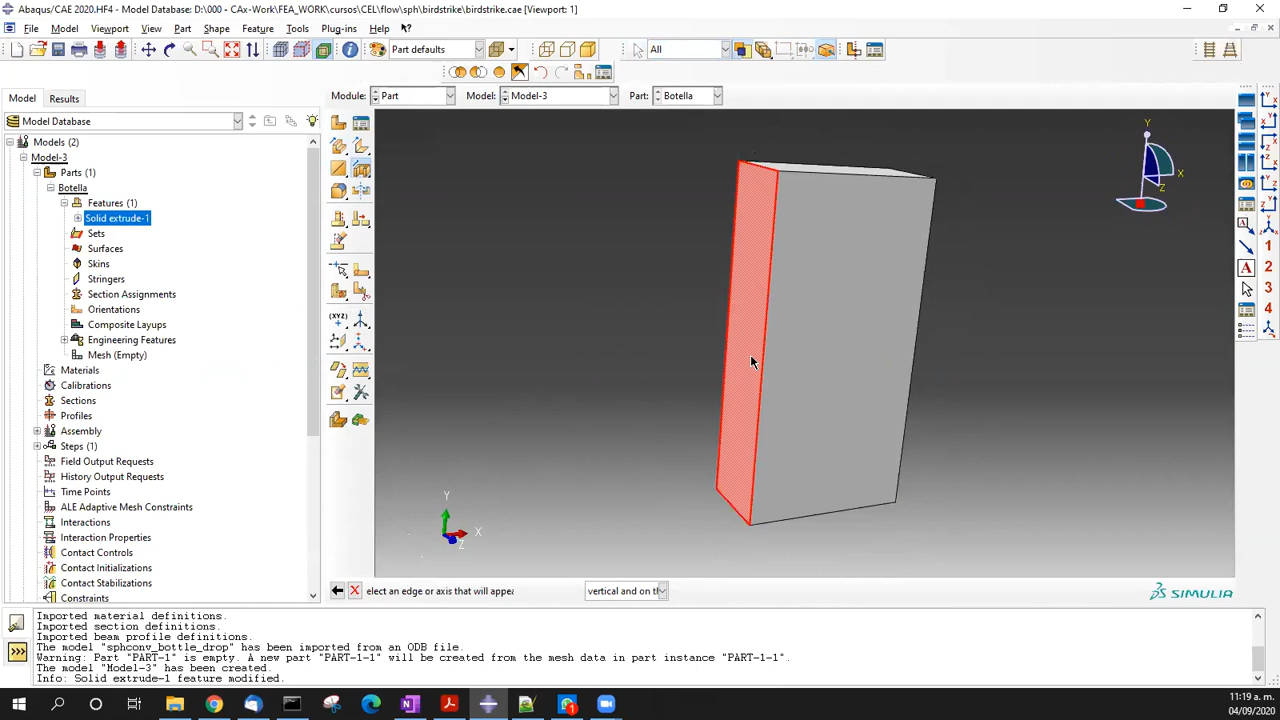 Abaqus/CAE 2020.HF4 - Model Database: D:\000 - CAx-Work\FEA_WORK\cursos\CEL\flow\sph\birdstrike\birdstrike.cae [Viewport: 1]
File Model Viewport View Part Shape Feature Tools Plug-ins Help
Part defaults All
Model Results Module: Part Model: Model-3 Part: Botella
Model Database
Models (2)
Model-3
Parts (1)
Botella
Features (1)
Solid extrude-1
Sets
Surfaces
Skins
Stringers
Section Assignments
Orientations
Composite Layups
Engineering Features
Mesh (Empty)
Materials
Calibrations
Sections
Profiles
Assembly
Steps (1)
Field Output Requests
History Output Requests
Time Points
ALE Adaptive Mesh Constraints
Interactions
Interaction Properties
Contact Controls
Contact Initializations
Contact Stabilizations
Constraints
(XYZ)
Y
X
Z
Y
X
Z
A
1
2
3
4
elect an edge or axis that will appea vertical and on th
SIMULIA
Imported material definitions.
Imported section definitions.
Imported beam profile definitions.
The model "sphconv_bottle_drop" has been imported from an ODB file.
Warning: Part "PART-1" is empty. A new part "PART-1-1" will be created from the mesh data in part instance "PART-1-1".
The model "Model-3" has been created.
Info: Solid extrude-1 feature modified.
11:19 a.m.
04/09/2020